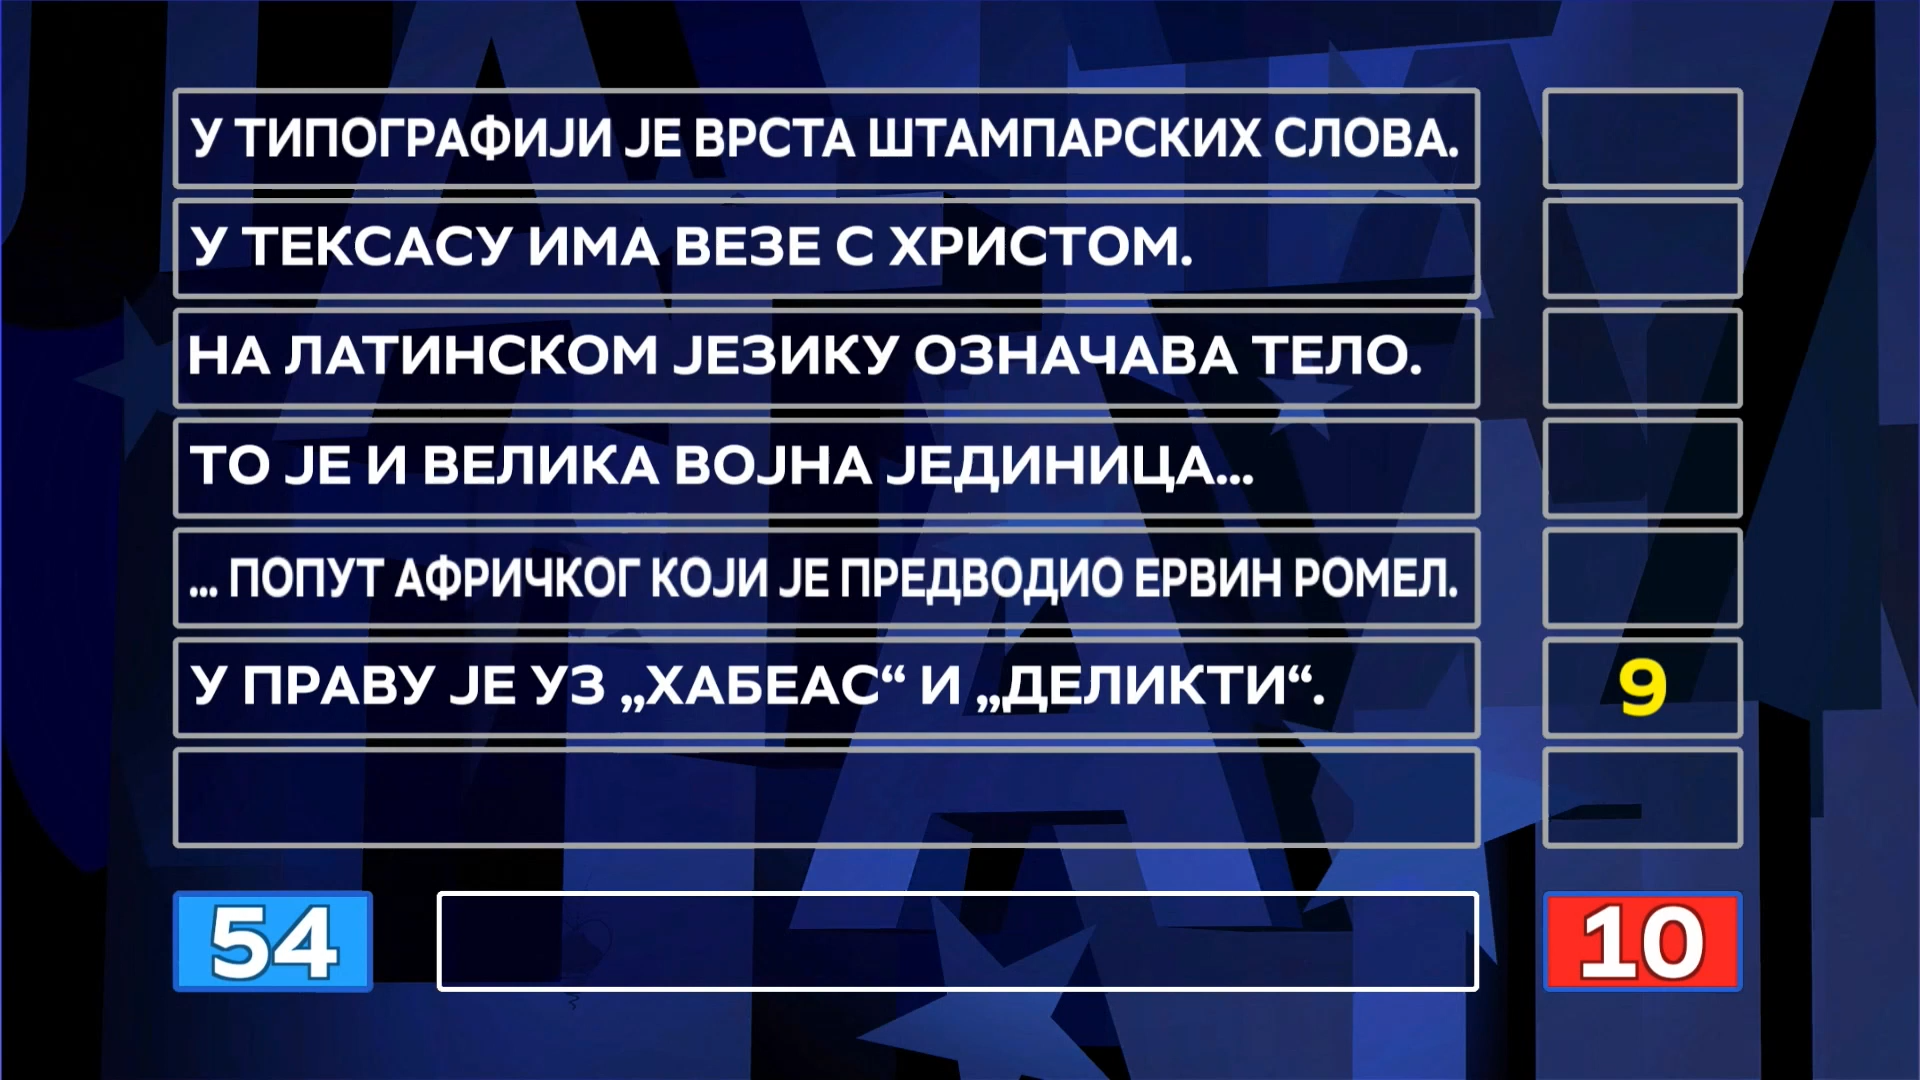 У ТИПОГРАФИЈИ ЈЕ ВРСТА ШТАМПАРСКИХ СЛОВА.
У ТЕКСАСУ ИМА ВЕЗЕ С ХРИСТОМ.
НА ЛАТИНСКОМ ЈЕЗИКУ ОЗНАЧАВА ТЕЛО.
ТО ЈЕ И ВЕЛИКА ВОЈНА ЈЕДИНИЦА...
... ПОПУТ АФРИЧКОГ КОЈИ ЈЕ ПРЕДВОДИО ЕРВИН РОМЕЛ.
У ПРАВУ ЈЕ УЗ „ХАБЕАС“ И „ДЕЛИКТИ“. 9
54 10